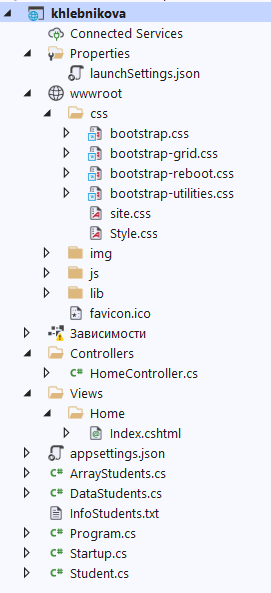 khlebnikova
Connected Services
Properties
launchSettings.json
wwwroot
css
bootstrap.css
bootstrap-grid.css
bootstrap-reboot.css
bootstrap-utilities.css
site.css
Style.css
img
js
lib
favicon.ico
Зависимости
Controllers
C# HomeController.cs
Views
Home
Index.cshtml
appsettings.json
C# ArrayStudents.cs
C# DataStudents.cs
InfoStudents.txt
C# Program.cs
C# Startup.cs
C# Student.cs